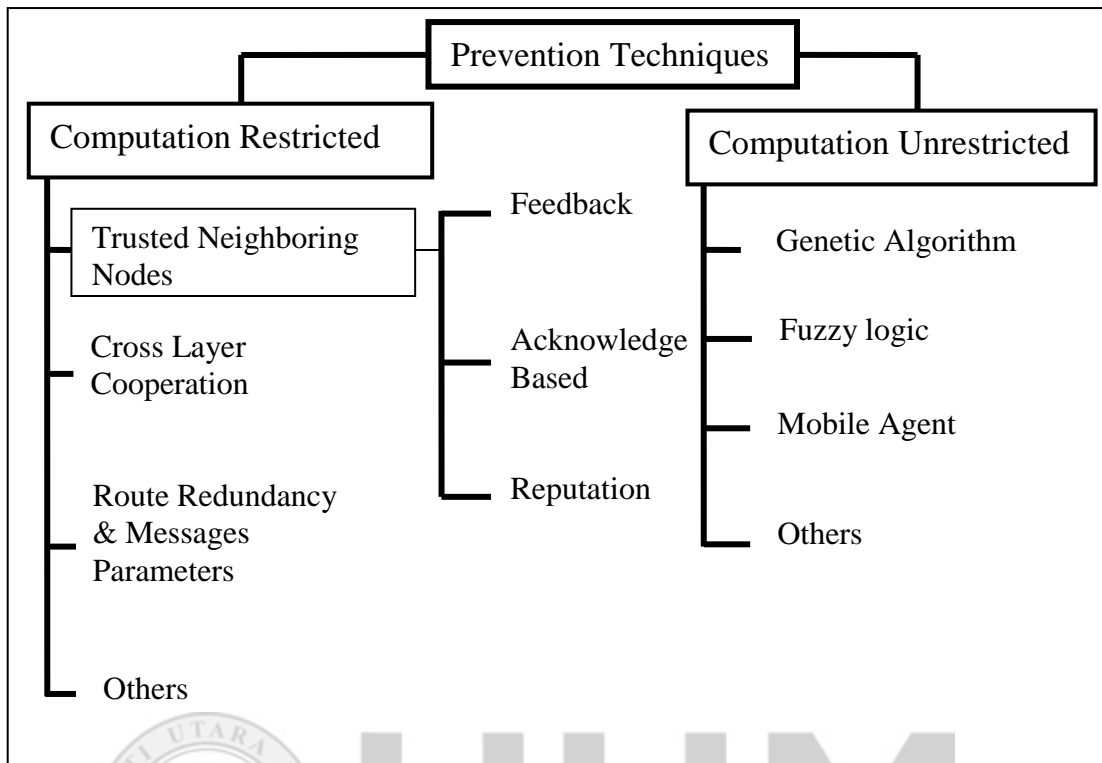 Prevention Techniques
Computation Restricted
Computation Unrestricted
Trusted Neighboring
Nodes
Cross Layer
Cooperation
Route Redundancy
& Messages
Parameters
Others
Feedback
Acknowledge
Based
Reputation
Genetic Algorithm
Fuzzy logic
Mobile Agent
Others
UTARA